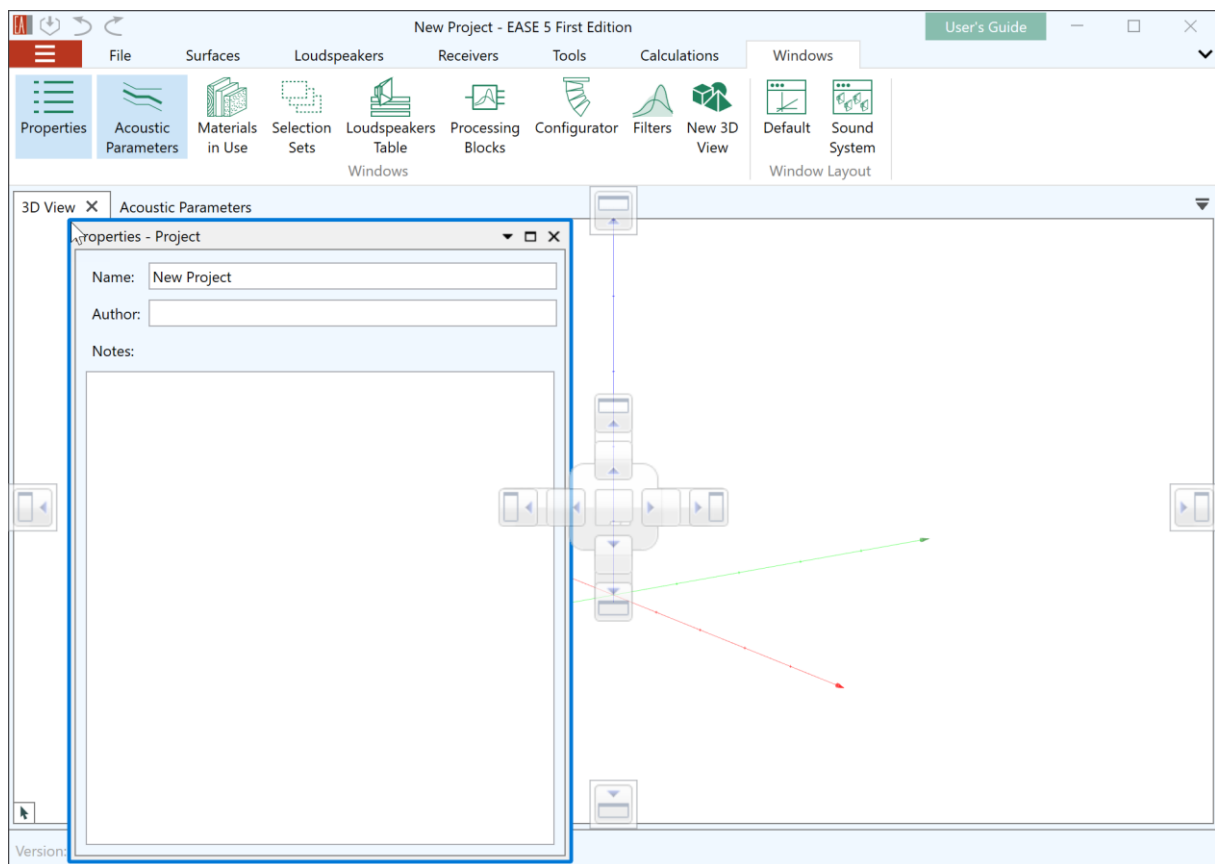 New Project - EASE 5 First Edition
User's Guide
File Surfaces Loudspeakers Receivers Tools Calculations Windows
Properties Acoustic Materials Selection Loudspeakers Processing Configurator Filters New 3D Default Sound
Parameters in Use Sets Table Blocks View System
Windows Window Layout
3D View Acoustic Parameters
roperties - Project
Name: New Project
Author:
Notes:
Version: